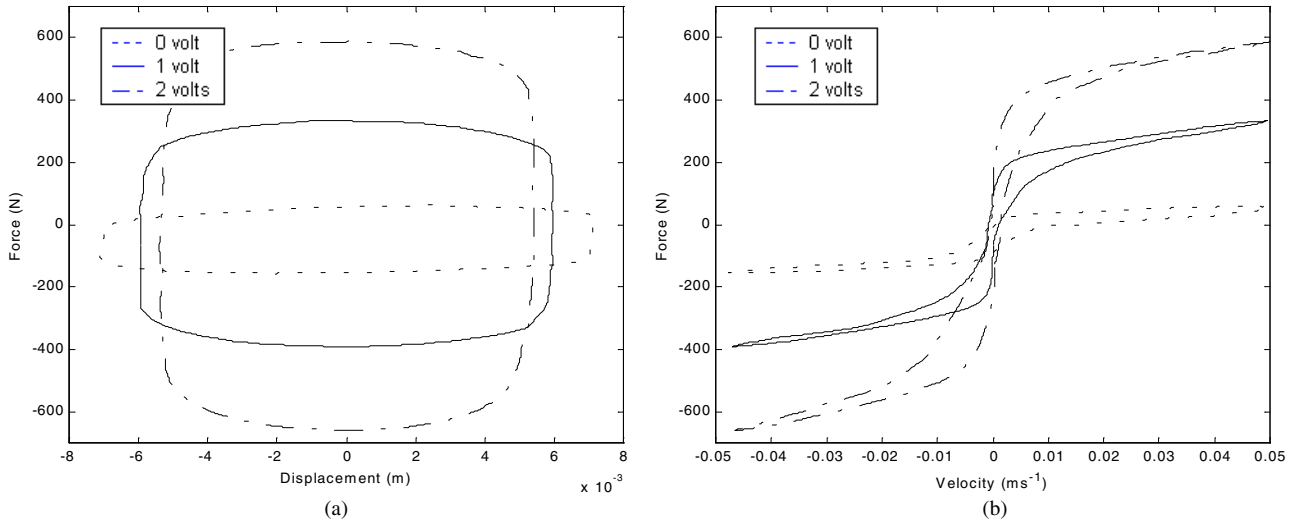 600
400
200
0
-200
-400
-600
Force (N)
0 volt
1 volt
2 volts
-8 -6 -4 -2 0 2 4 6 8
Displacement (m)
x 10⁻³
(a)
600
400
200
0
-200
-400
-600
Force (N)
0 volt
1 volt
2 volts
-0.05 -0.04 -0.03 -0.02 -0.01 0 0.01 0.02 0.03 0.04 0.05
Velocity (ms⁻¹)
(b)